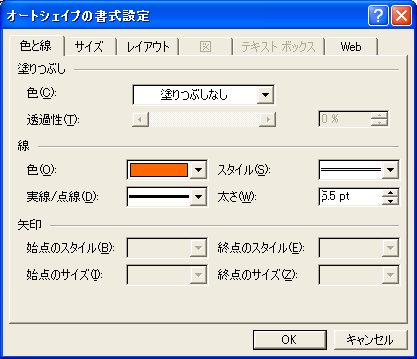 オートシェイプの書式設定
色と線 サイズ レイアウト 図 テキスト ボックス Web
塗りつぶし
色(C): 塗りつぶしなし
透過性(T): 0 %
線
色(O): スタイル(S):
実線/点線(D): 太さ(W): 5.5 pt
矢印
始点のスタイル(B): 終点のスタイル(E):
始点のサイズ(I): 終点のサイズ(Z):
OK キャンセル